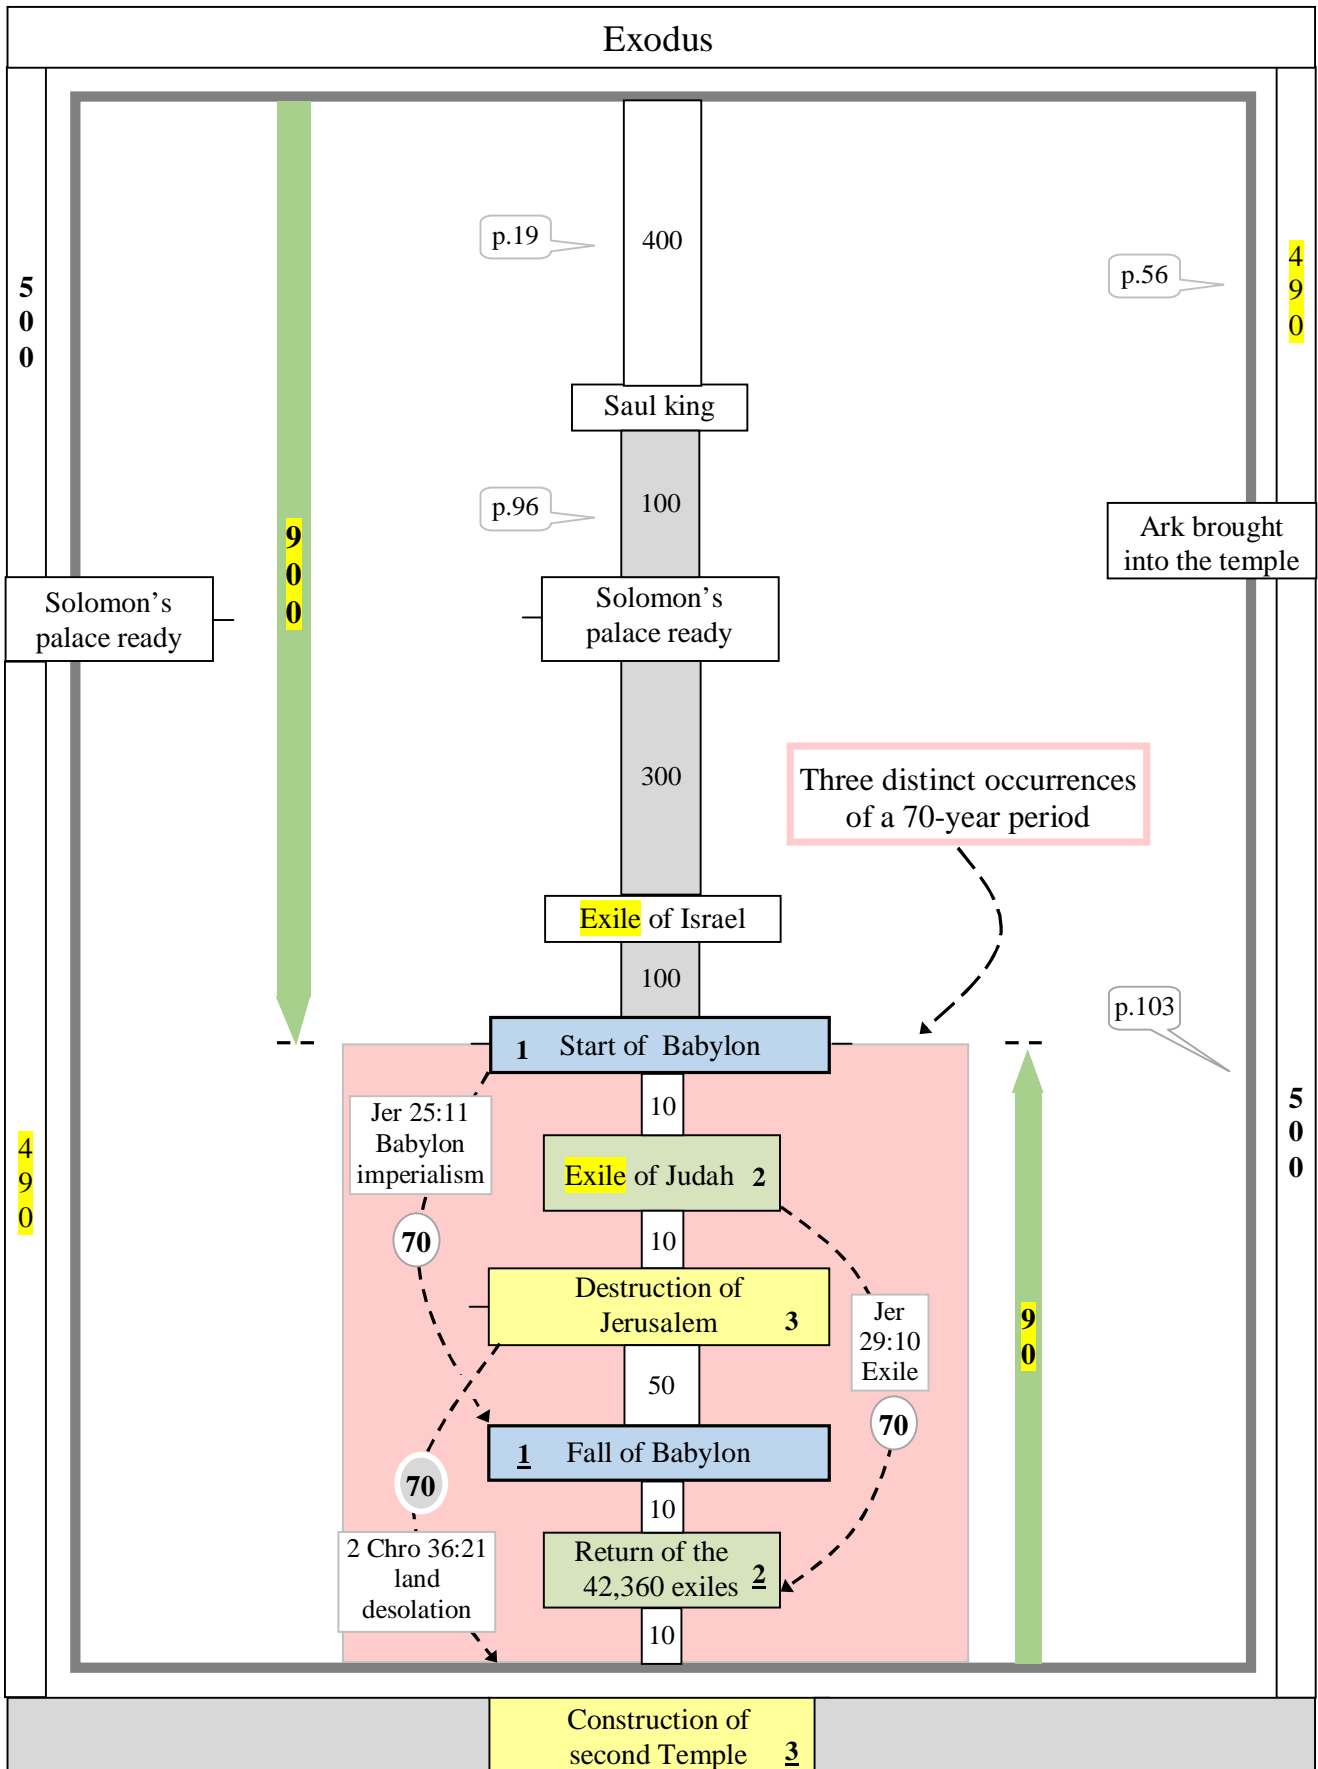 Exodus
p.19
400
p.56
5
0
0
4
9
0
Saul king
p.96
100
9
0
0
Ark brought
into the temple
Solomon’s
palace ready
Solomon’s
palace ready
300
Three distinct occurrences
of a 70-year period
Exile of Israel
100
p.103
1 Start of Babylon
10
Jer 25:11
Babylon
imperialism
5
0
0
4
9
0
Exile of Judah 2
70
10
Destruction of
Jerusalem 3
Jer
29:10
Exile
9
0
50
70
1 Fall of Babylon
70
10
2 Chro 36:21
land
desolation
Return of the
42,360 exiles 2
10
Construction of
second Temple 3